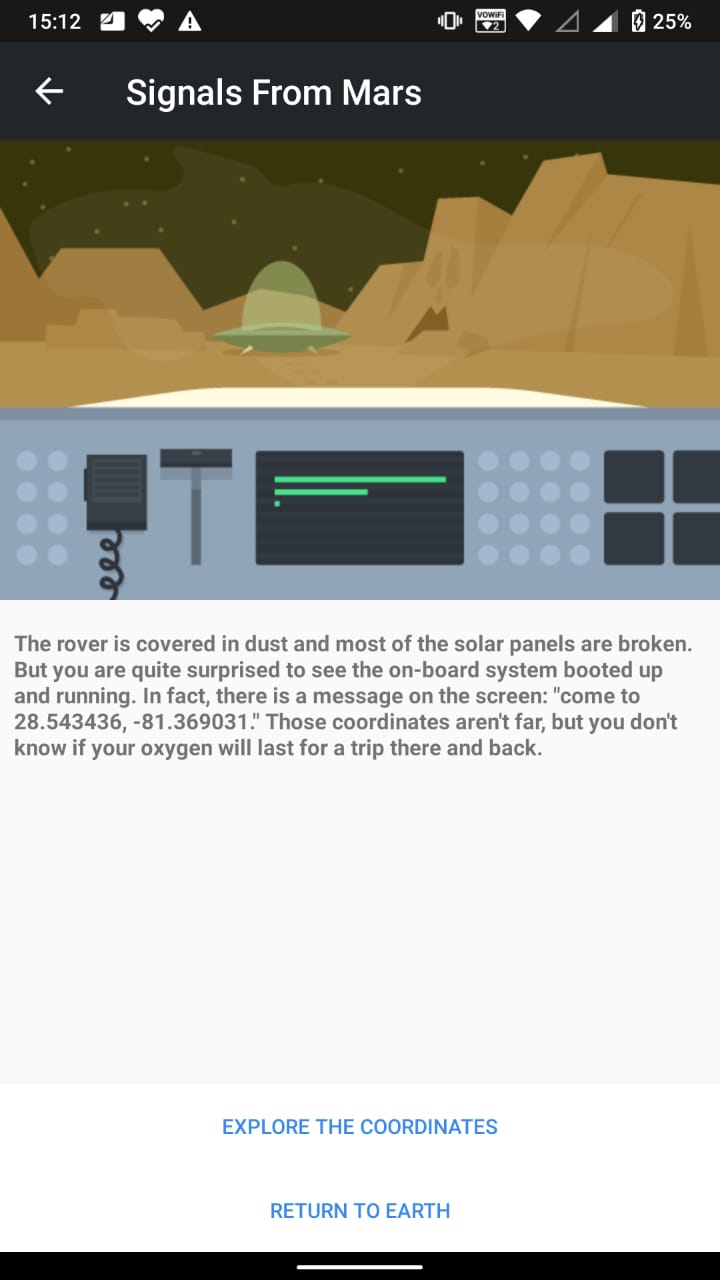 15:12
VOWIFI
2
25%
Signals From Mars
The rover is covered in dust and most of the solar panels are broken.
But you are quite surprised to see the on-board system booted up
and running. In fact, there is a message on the screen: "come to
28.543436, -81.369031." Those coordinates aren't far, but you don't
know if your oxygen will last for a trip there and back.
EXPLORE THE COORDINATES
RETURN TO EARTH